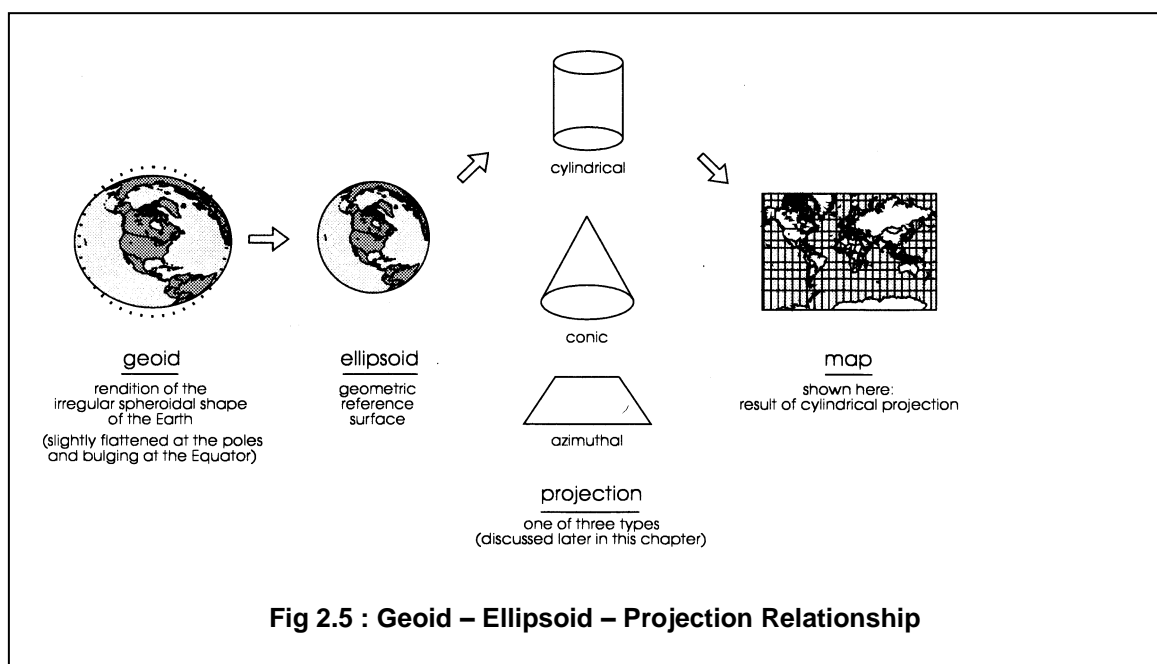 cylindrical
conic
azimuthal
geoid
rendition of the
irregular spheroidal shape
of the Earth
(slightly flattened at the poles
and bulging at the Equator)
ellipsoid
geometric
reference
surface
projection
one of three types
(discussed later in this chapter)
map
shown here:
result of cylindrical projection
Fig 2.5 : Geoid – Ellipsoid – Projection Relationship